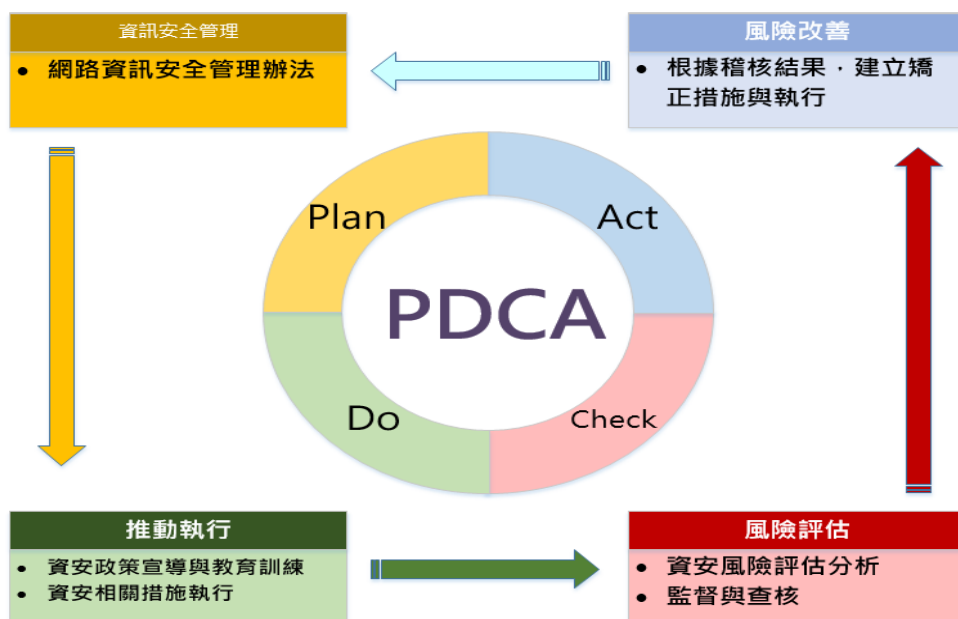 資訊安全管理
• 網路資訊安全管理辦法
風險改善
• 根據稽核結果，建立矯
正措施與執行
Plan
Act
PDCA
Do
Check
推動執行
• 資安政策宣導與教育訓練
• 資安相關措施執行
風險評估
• 資安風險評估分析
• 監督與查核